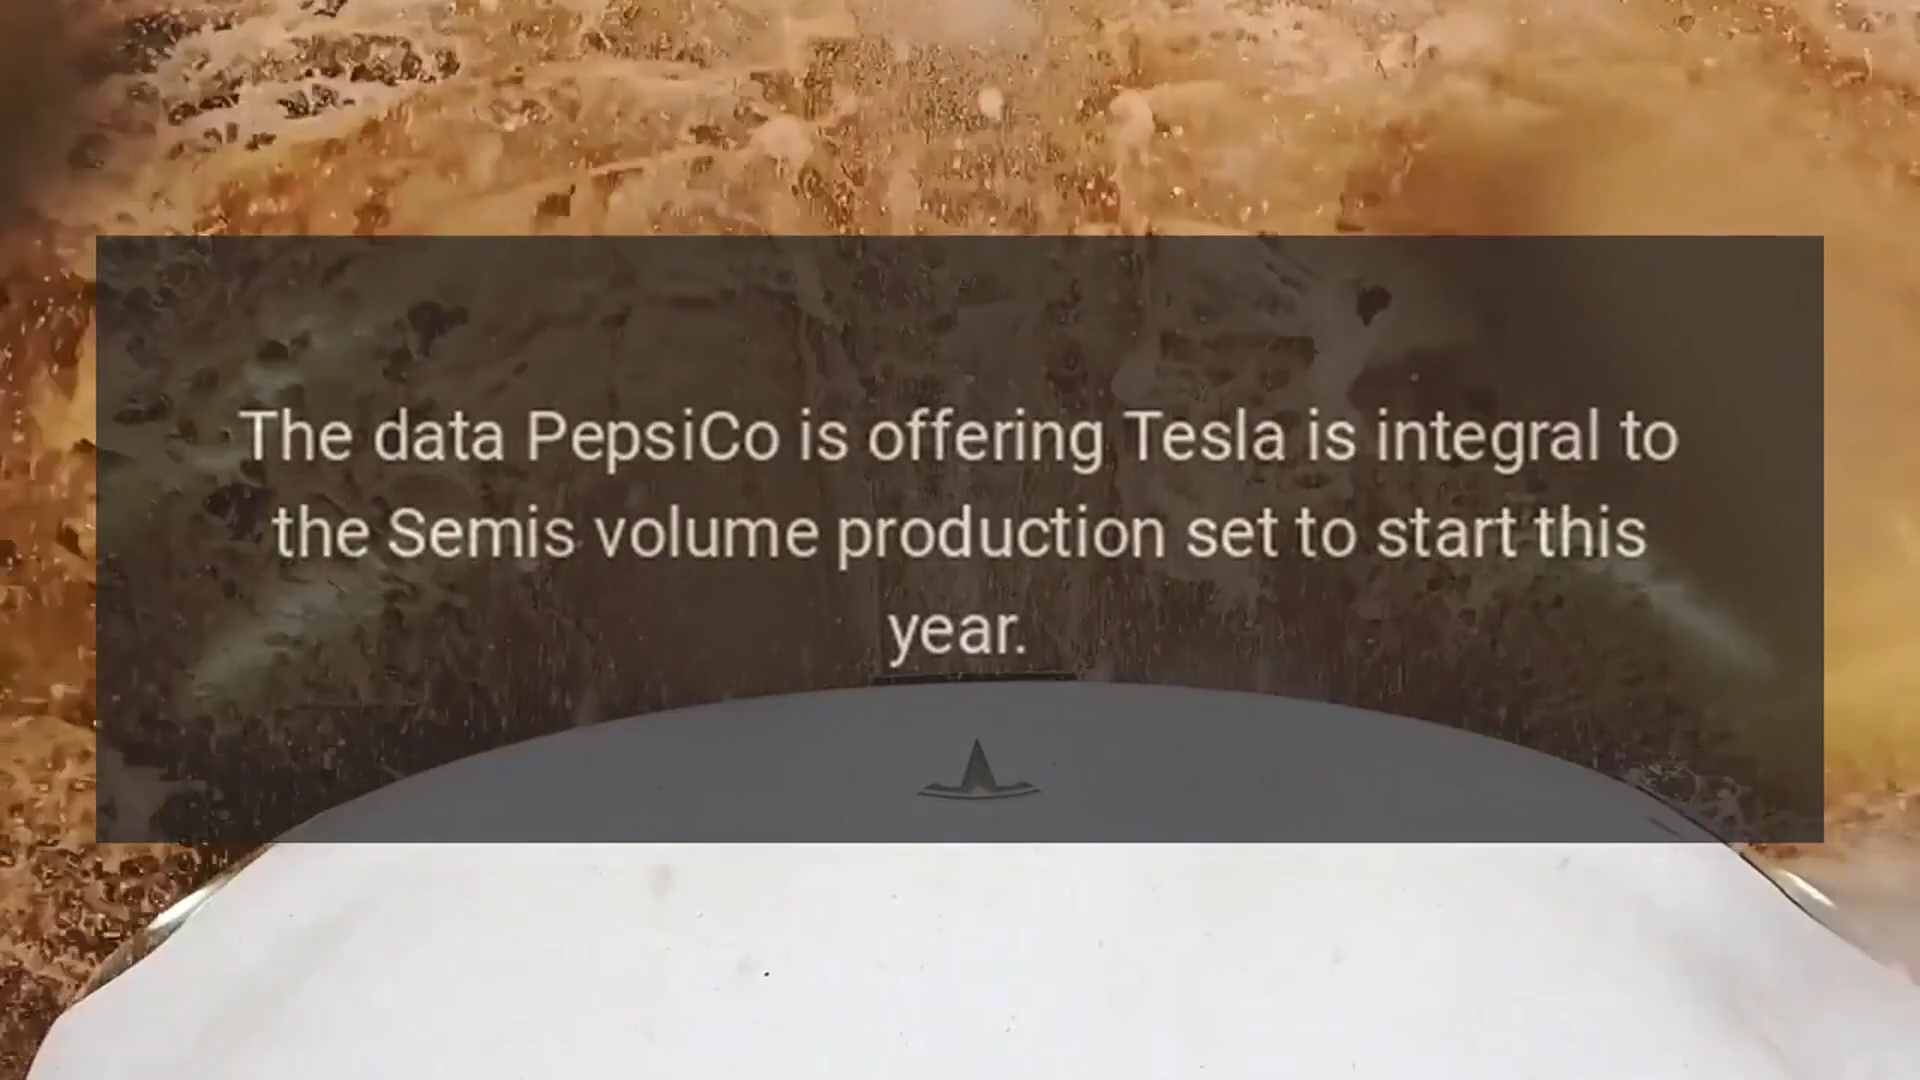 The data PepsiCo is offering Tesla is integral to
the Semis volume production set to start this
year.